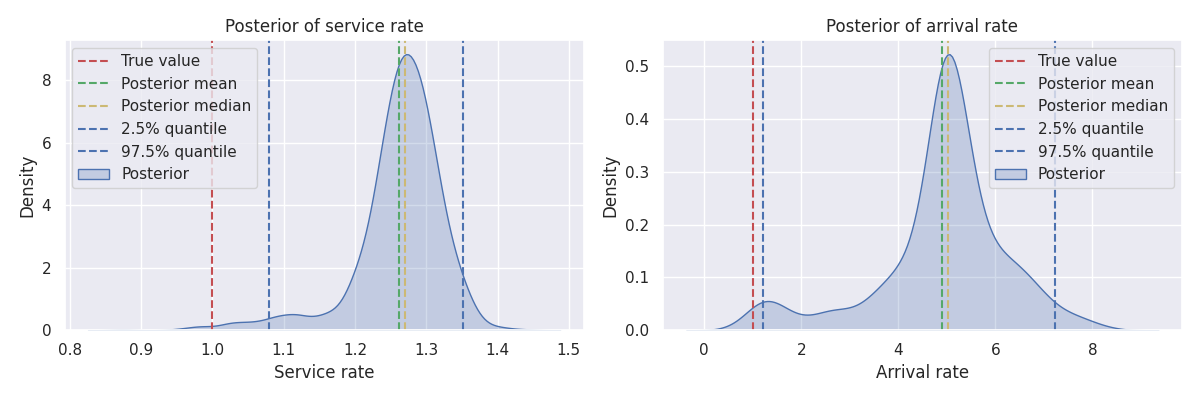 Posterior of service rate
True value
Posterior mean
Posterior median
2.5% quantile
97.5% quantile
Posterior
Density
8
6
4
2
0
0.8 0.9 1.0 1.1 1.2 1.3 1.4 1.5
Service rate
Posterior of arrival rate
True value
Posterior mean
Posterior median
2.5% quantile
97.5% quantile
Posterior
Density
0.5
0.4
0.3
0.2
0.1
0.0
0 2 4 6 8
Arrival rate